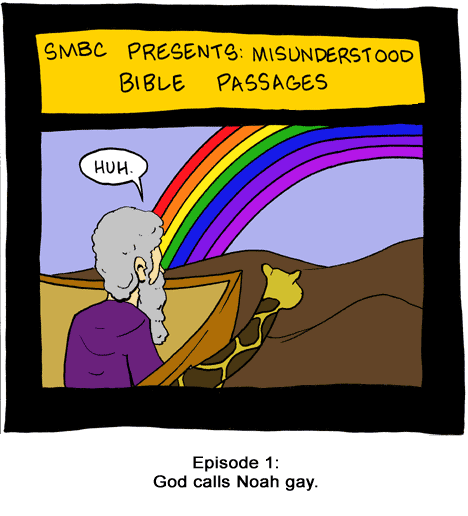 SMBC PRESENTS: MISUNDERSTOOD
BIBLE PASSAGES
HUH.
Episode 1:
God calls Noah gay.